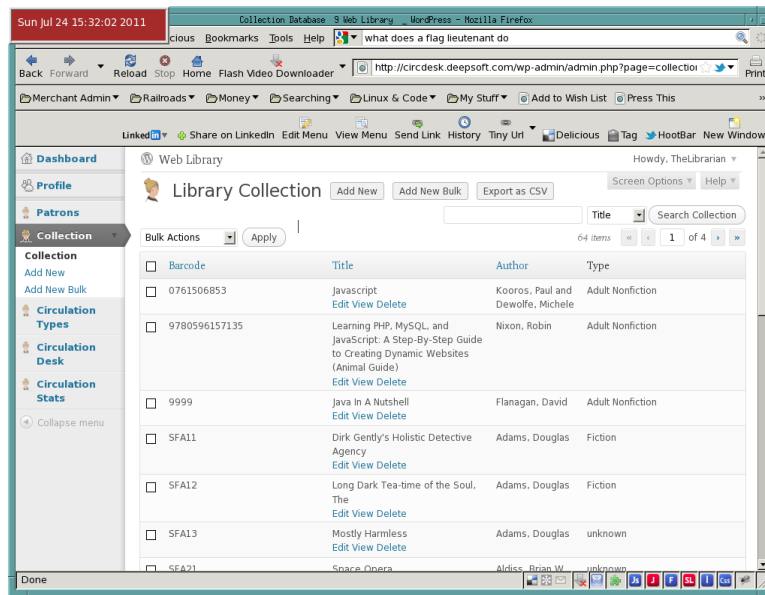 Sun Jul 24 15:32:02 2011
Collection Database 9 Web Library _ WordPress - Mozilla Firefox
Bookmarks Tools Help what does a flag lieutenant do
Back Forward Reload Stop Home Flash Video Downloader http://circdesk.deepsoft.com/wp-admin/admin.php?page=collection Print
Merchant Admin Railroads Money Searching Linux & Code My Stuff Add to Wish List Press This »
LinkedIn Share on LinkedIn Edit Menu View Menu Send Link History Tiny Url Delicious Tag HootBar New Window
Dashboard
Profile
Patrons
Collection
Collection
Add New
Add New Bulk
Circulation
Types
Circulation
Desk
Circulation
Stats
Collapse menu
Web Library Howdy, TheLibrarian
Screen Options Help
Library Collection Add New Add New Bulk Export as CSV
Title Search Collection
Bulk Actions Apply 64 items « ‹ 1 of 4 › »
Barcode Title Author Type
0761506853 Javascript Kooros, Paul and Adult Nonfiction
Edit View Delete Dewolfe, Michele
9780596157135 Learning PHP, MySQL, and Nixon, Robin Adult Nonfiction
JavaScript: A Step-By-Step Guide
to Creating Dynamic Websites
(Animal Guide)
Edit View Delete
9999 Java In A Nutshell Flanagan, David Adult Nonfiction
Edit View Delete
SFA11 Dirk Gently's Holistic Detective Adams, Douglas Fiction
Agency
Edit View Delete
SFA12 Long Dark Tea-time of the Soul, Adams, Douglas Fiction
The
Edit View Delete
SFA13 Mostly Harmless Adams, Douglas unknown
Edit View Delete
SFA21 Space Opera Aldiss, Brian W. unknown
Done Js J F SL I Css